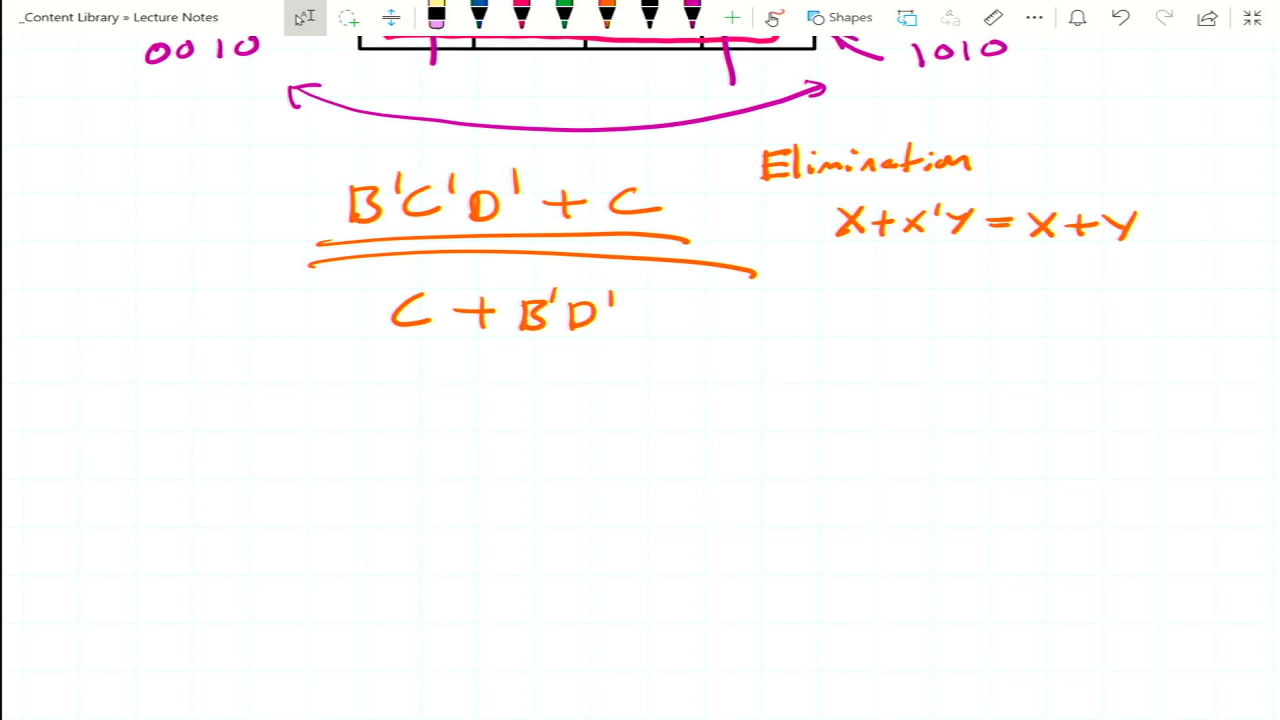 _Content Library » Lecture Notes
Shapes
0010
1010
Elimination
B'C'D' + C
X+X'Y=X+Y
C + B'D'